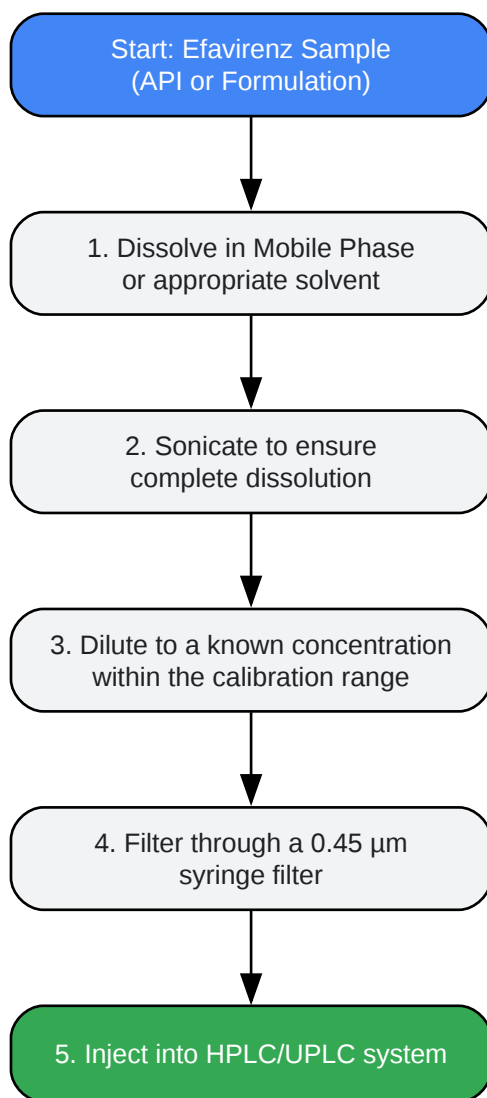 Start: Efavirenz Sample
(API or Formulation)
1. Dissolve in Mobile Phase
or appropriate solvent
2. Sonicate to ensure
complete dissolution
3. Dilute to a known concentration
within the calibration range
4. Filter through a 0.45 µm
syringe filter
5. Inject into HPLC/UPLC system